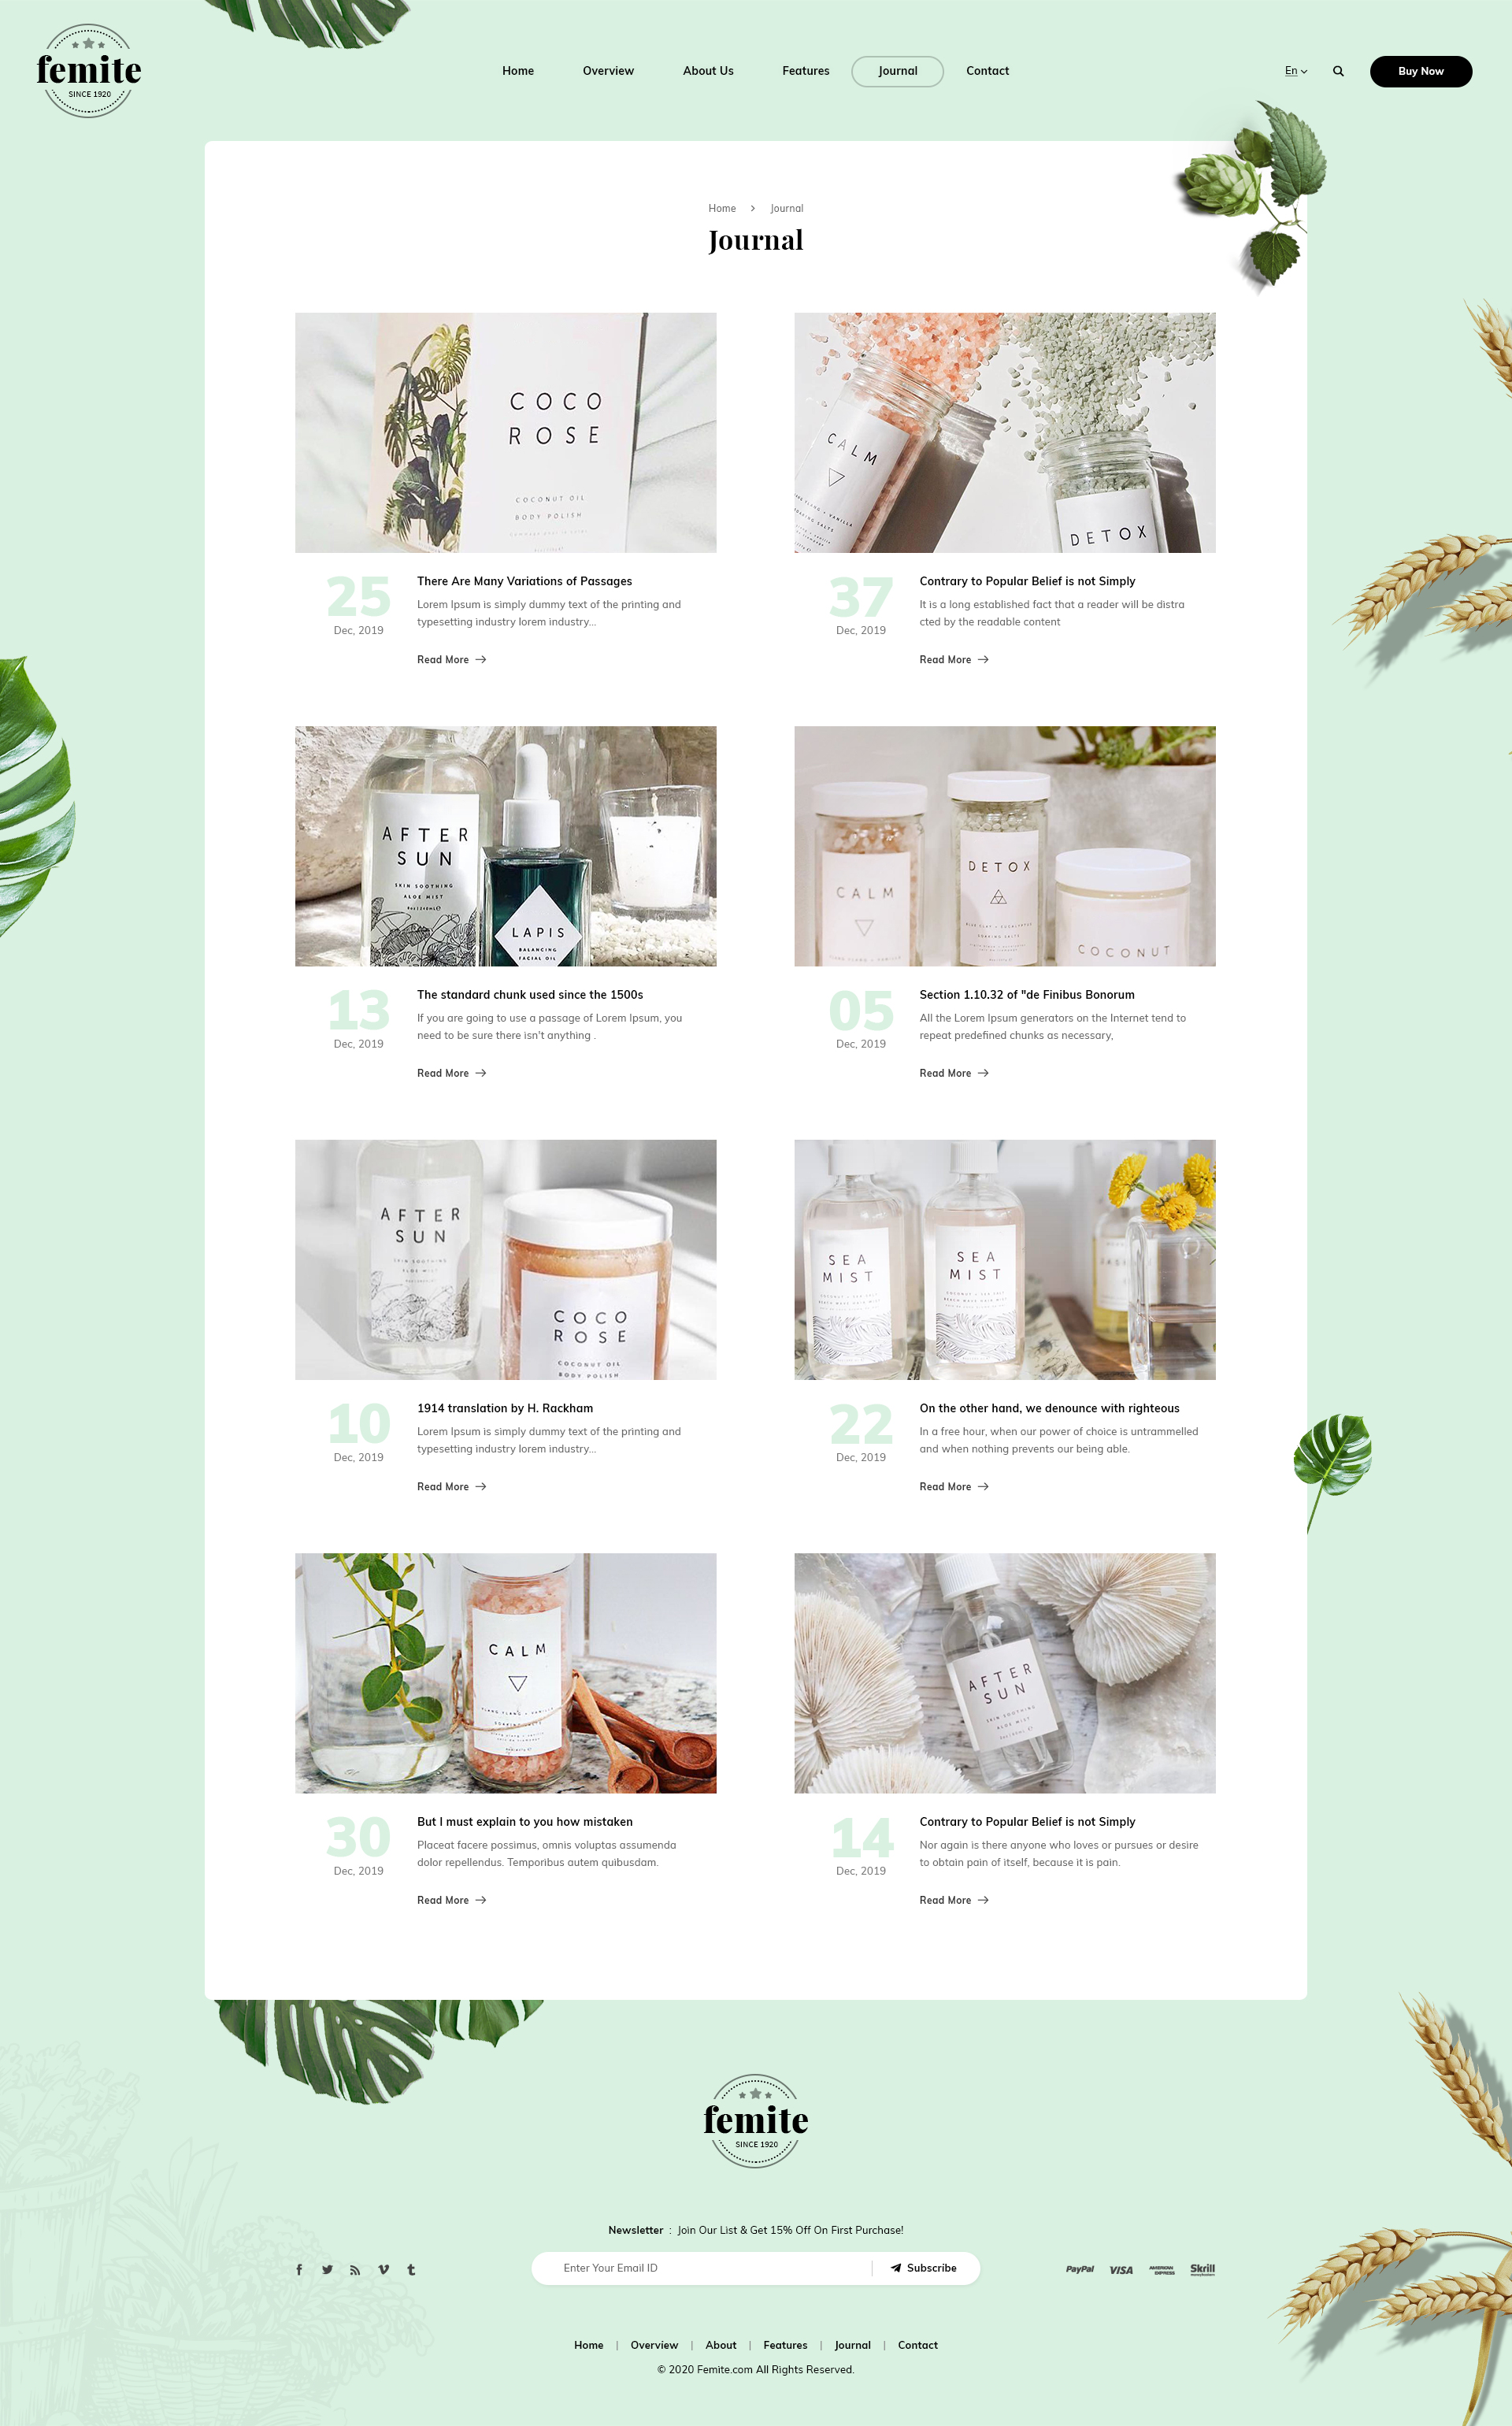 femite
SINCE 1920
Home
Overview
About Us
Features
Journal
Contact
En
Buy Now
Home > Journal
Journal
COCO
ROSE
COCONUT OIL
BODY POLISH
CALM
DETOX
25
Dec, 2019
There Are Many Variations of Passages
Lorem Ipsum is simply dummy text of the printing and
typesetting industry lorem industry...
Read More
37
Dec, 2019
Contrary to Popular Belief is not Simply
It is a long established fact that a reader will be distra
cted by the readable content
Read More
AFTER
SUN
SKIN SOOTHING
ALOE MIST
LAPIS
BALANCING
FACIAL OIL
CALM
DETOX
COCONUT
13
Dec, 2019
The standard chunk used since the 1500s
If you are going to use a passage of Lorem Ipsum, you
need to be sure there isn't anything .
Read More
05
Dec, 2019
Section 1.10.32 of "de Finibus Bonorum
All the Lorem Ipsum generators on the Internet tend to
repeat predefined chunks as necessary,
Read More
AFTER
SUN
SKIN SOOTHING
ALOE MIST
COCO
ROSE
COCONUT OIL
BODY POLISH
SEA
MIST
SEA
MIST
10
Dec, 2019
1914 translation by H. Rackham
Lorem Ipsum is simply dummy text of the printing and
typesetting industry lorem industry...
Read More
22
Dec, 2019
On the other hand, we denounce with righteous
In a free hour, when our power of choice is untrammelled
and when nothing prevents our being able.
Read More
CALM
AFTER
SUN
SKIN SOOTHING
ALOE MIST
30
Dec, 2019
But I must explain to you how mistaken
Placeat facere possimus, omnis voluptas assumenda
dolor repellendus. Temporibus autem quibusdam.
Read More
14
Dec, 2019
Contrary to Popular Belief is not Simply
Nor again is there anyone who loves or pursues or desire
to obtain pain of itself, because it is pain.
Read More
femite
SINCE 1920
Newsletter : Join Our List & Get 15% Off On First Purchase!
Enter Your Email ID
Subscribe
PayPal
VISA
AMERICAN
EXPRESS
Skrill
moneybookers
Home | Overview | About | Features | Journal | Contact
© 2020 Femite.com All Rights Reserved.